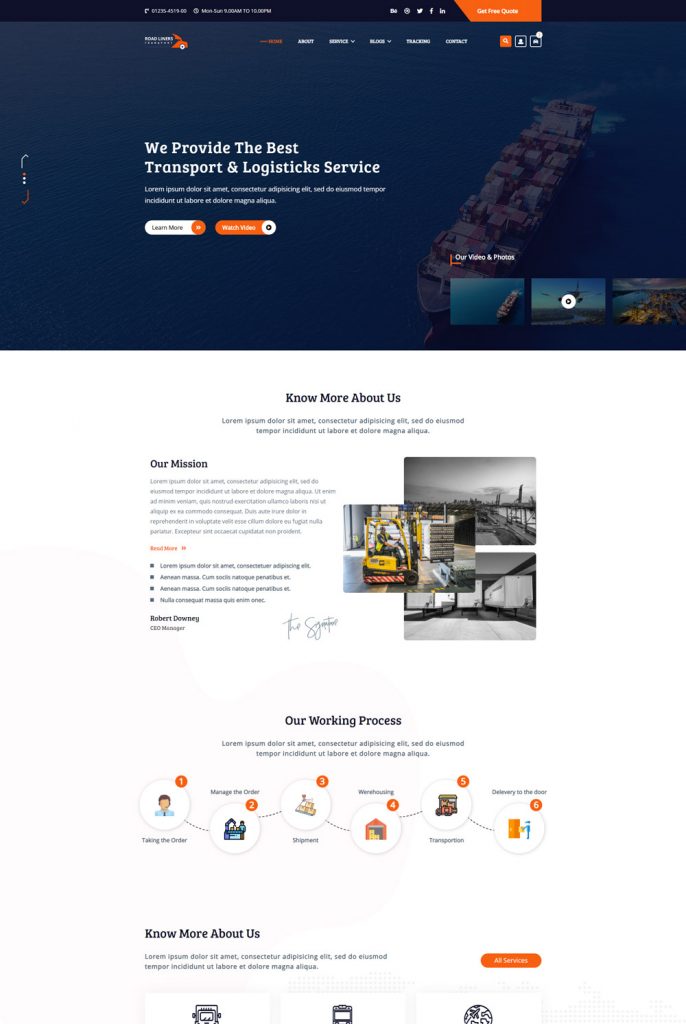 01235-4519-00
Mon-Sun 9.00AM TO 10.00PM
Get Free Quote
ROAD LINERS
TRANSPORT
HOME
ABOUT
SERVICE
BLOGS
TRACKING
CONTACT
We Provide The Best
Transport & Logisticks Service
Lorem ipsum dolor sit amet, consectetur adipisicing elit, sed do eiusmod tempor
incididunt ut labore et dolore magna aliqua.
Learn More
Watch Video
Our Video & Photos
Know More About Us
Lorem ipsum dolor sit amet, consectetur adipisicing elit, sed do eiusmod
tempor incididunt ut labore et dolore magna aliqua.
Our Mission
Lorem ipsum dolor sit amet, consectetur adipisicing elit, sed do eiusmod
tempor incididunt ut labore et dolore magna aliqua. Ut enim
ad minim veniam, quis nostrud exercitation ullamco laboris nisi ut
aliquip ex ea commodo consequat. Duis aute irure dolor in
reprehenderit in voluptate velit esse cillum dolore eu fugiat nulla
pariatur. Excepteur sint occaecat cupidatat non proident.
Read More
Lorem ipsum dolor sit amet, consectetuer adipiscing elit.
Aenean massa. Cum sociis natoque penatibus et.
Aenean massa. Cum sociis natoque penatibus et.
Nulla consequat massa quis enim onec.
Robert Downey
CEO Manager
The Signature
Our Working Process
Lorem ipsum dolor sit amet, consectetur adipisicing elit, sed do eiusmod
tempor incididunt ut labore et dolore magna aliqua.
1
Taking the Order
Manage the Order
2
3
Shipment
Werehousing
4
5
Transportion
Delevery to the door
6
Know More About Us
Lorem ipsum dolor sit amet, consectetur adipisicing elit, sed do eiusmod
tempor incididunt ut labore et dolore magna aliqua.
All Services